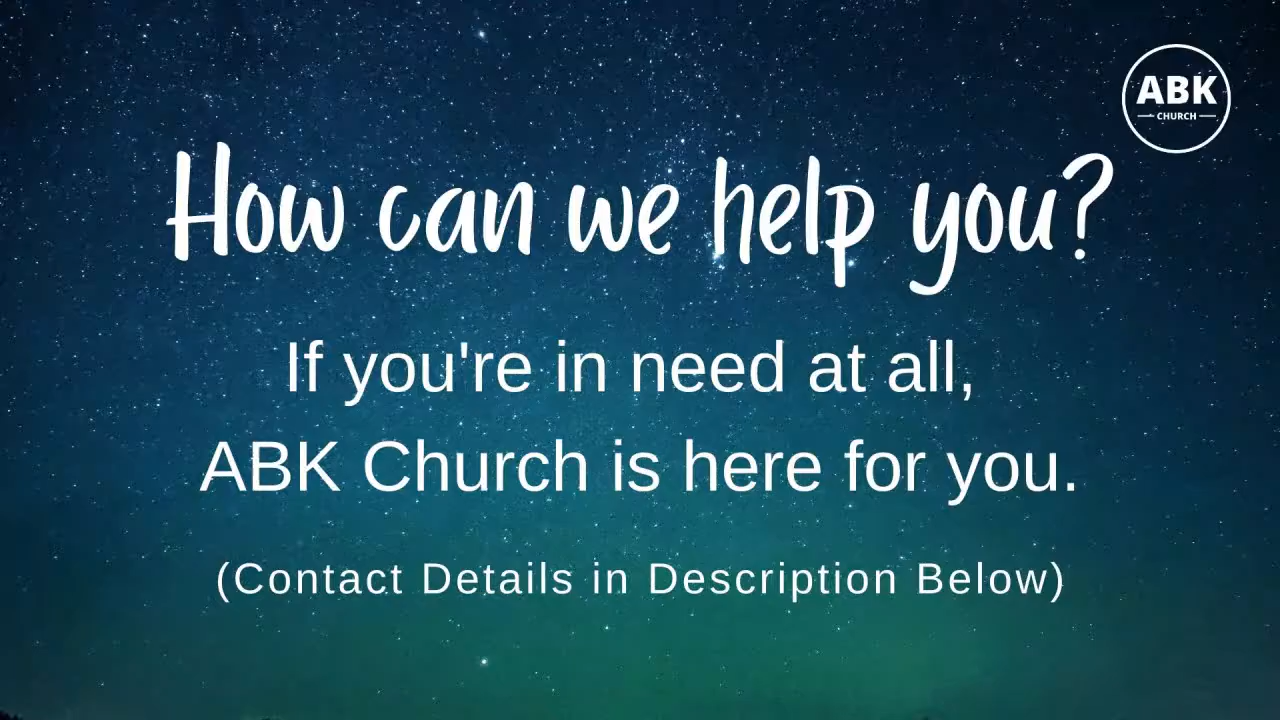 ABK
CHURCH
How can we help you?
If you're in need at all,
ABK Church is here for you.
(Contact Details in Description Below)